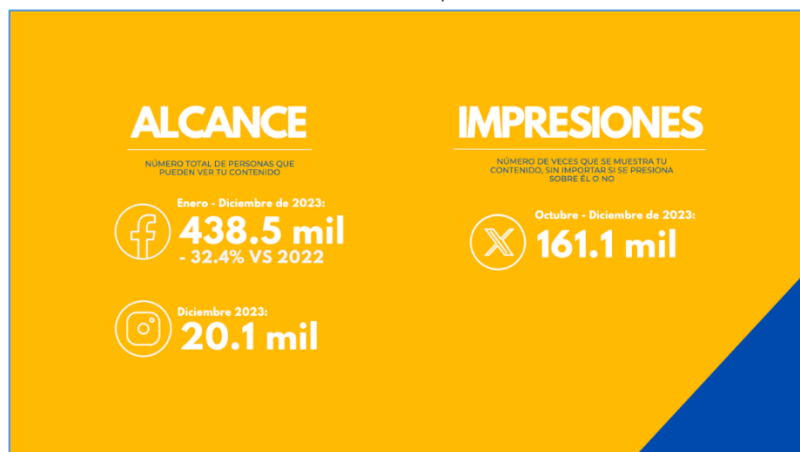 ALCANCE
NÚMERO TOTAL DE PERSONAS QUE
PUEDEN VER TU CONTENIDO
Enero - Diciembre de 2023:
438.5 mil
- 32.4% VS 2022
Diciembre 2023:
20.1 mil
IMPRESIONES
NÚMERO DE VECES QUE SE MUESTRA TU
CONTENIDO, SIN IMPORTAR SI SE PRESIONA
SOBRE ÉL O NO
Octubre - Diciembre de 2023:
161.1 mil